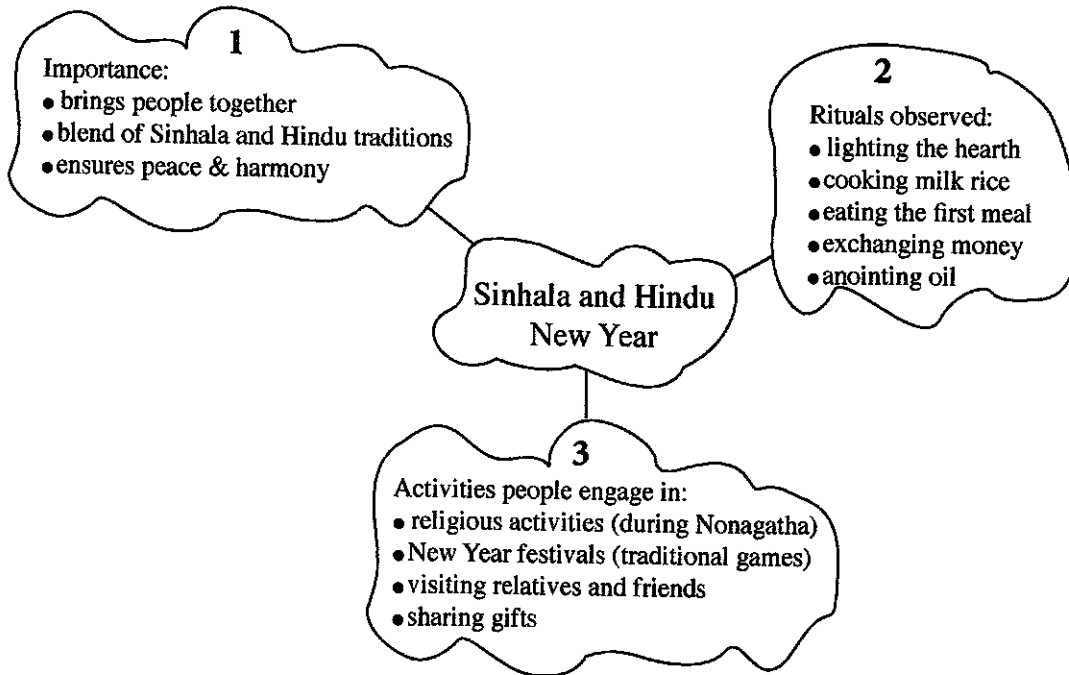 1
Importance:
• brings people together
• blend of Sinhala and Hindu traditions
• ensures peace & harmony
2
Rituals observed:
• lighting the hearth
• cooking milk rice
• eating the first meal
• exchanging money
• anointing oil
Sinhala and Hindu
New Year
3
Activities people engage in:
• religious activities (during Nonagatha)
• New Year festivals (traditional games)
• visiting relatives and friends
• sharing gifts